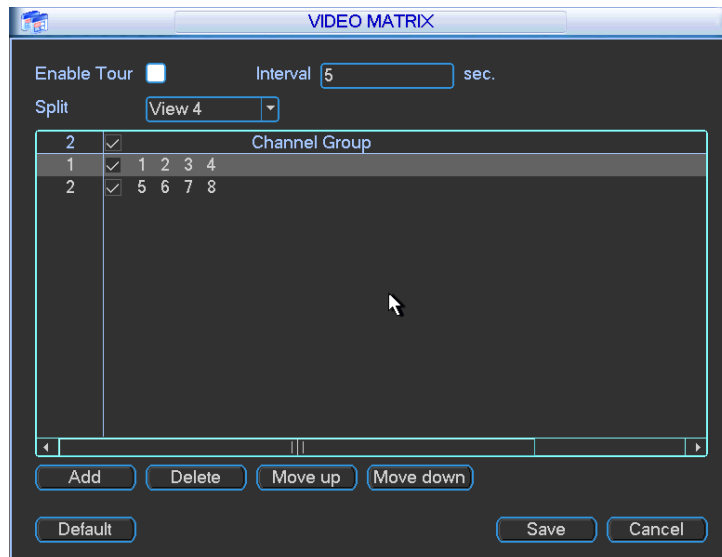 VIDEO MATRIX
Enable Tour Interval 5 sec.
Split View 4
2 Channel Group
1 1 2 3 4
2 5 6 7 8
Add Delete Move up Move down
Default Save Cancel